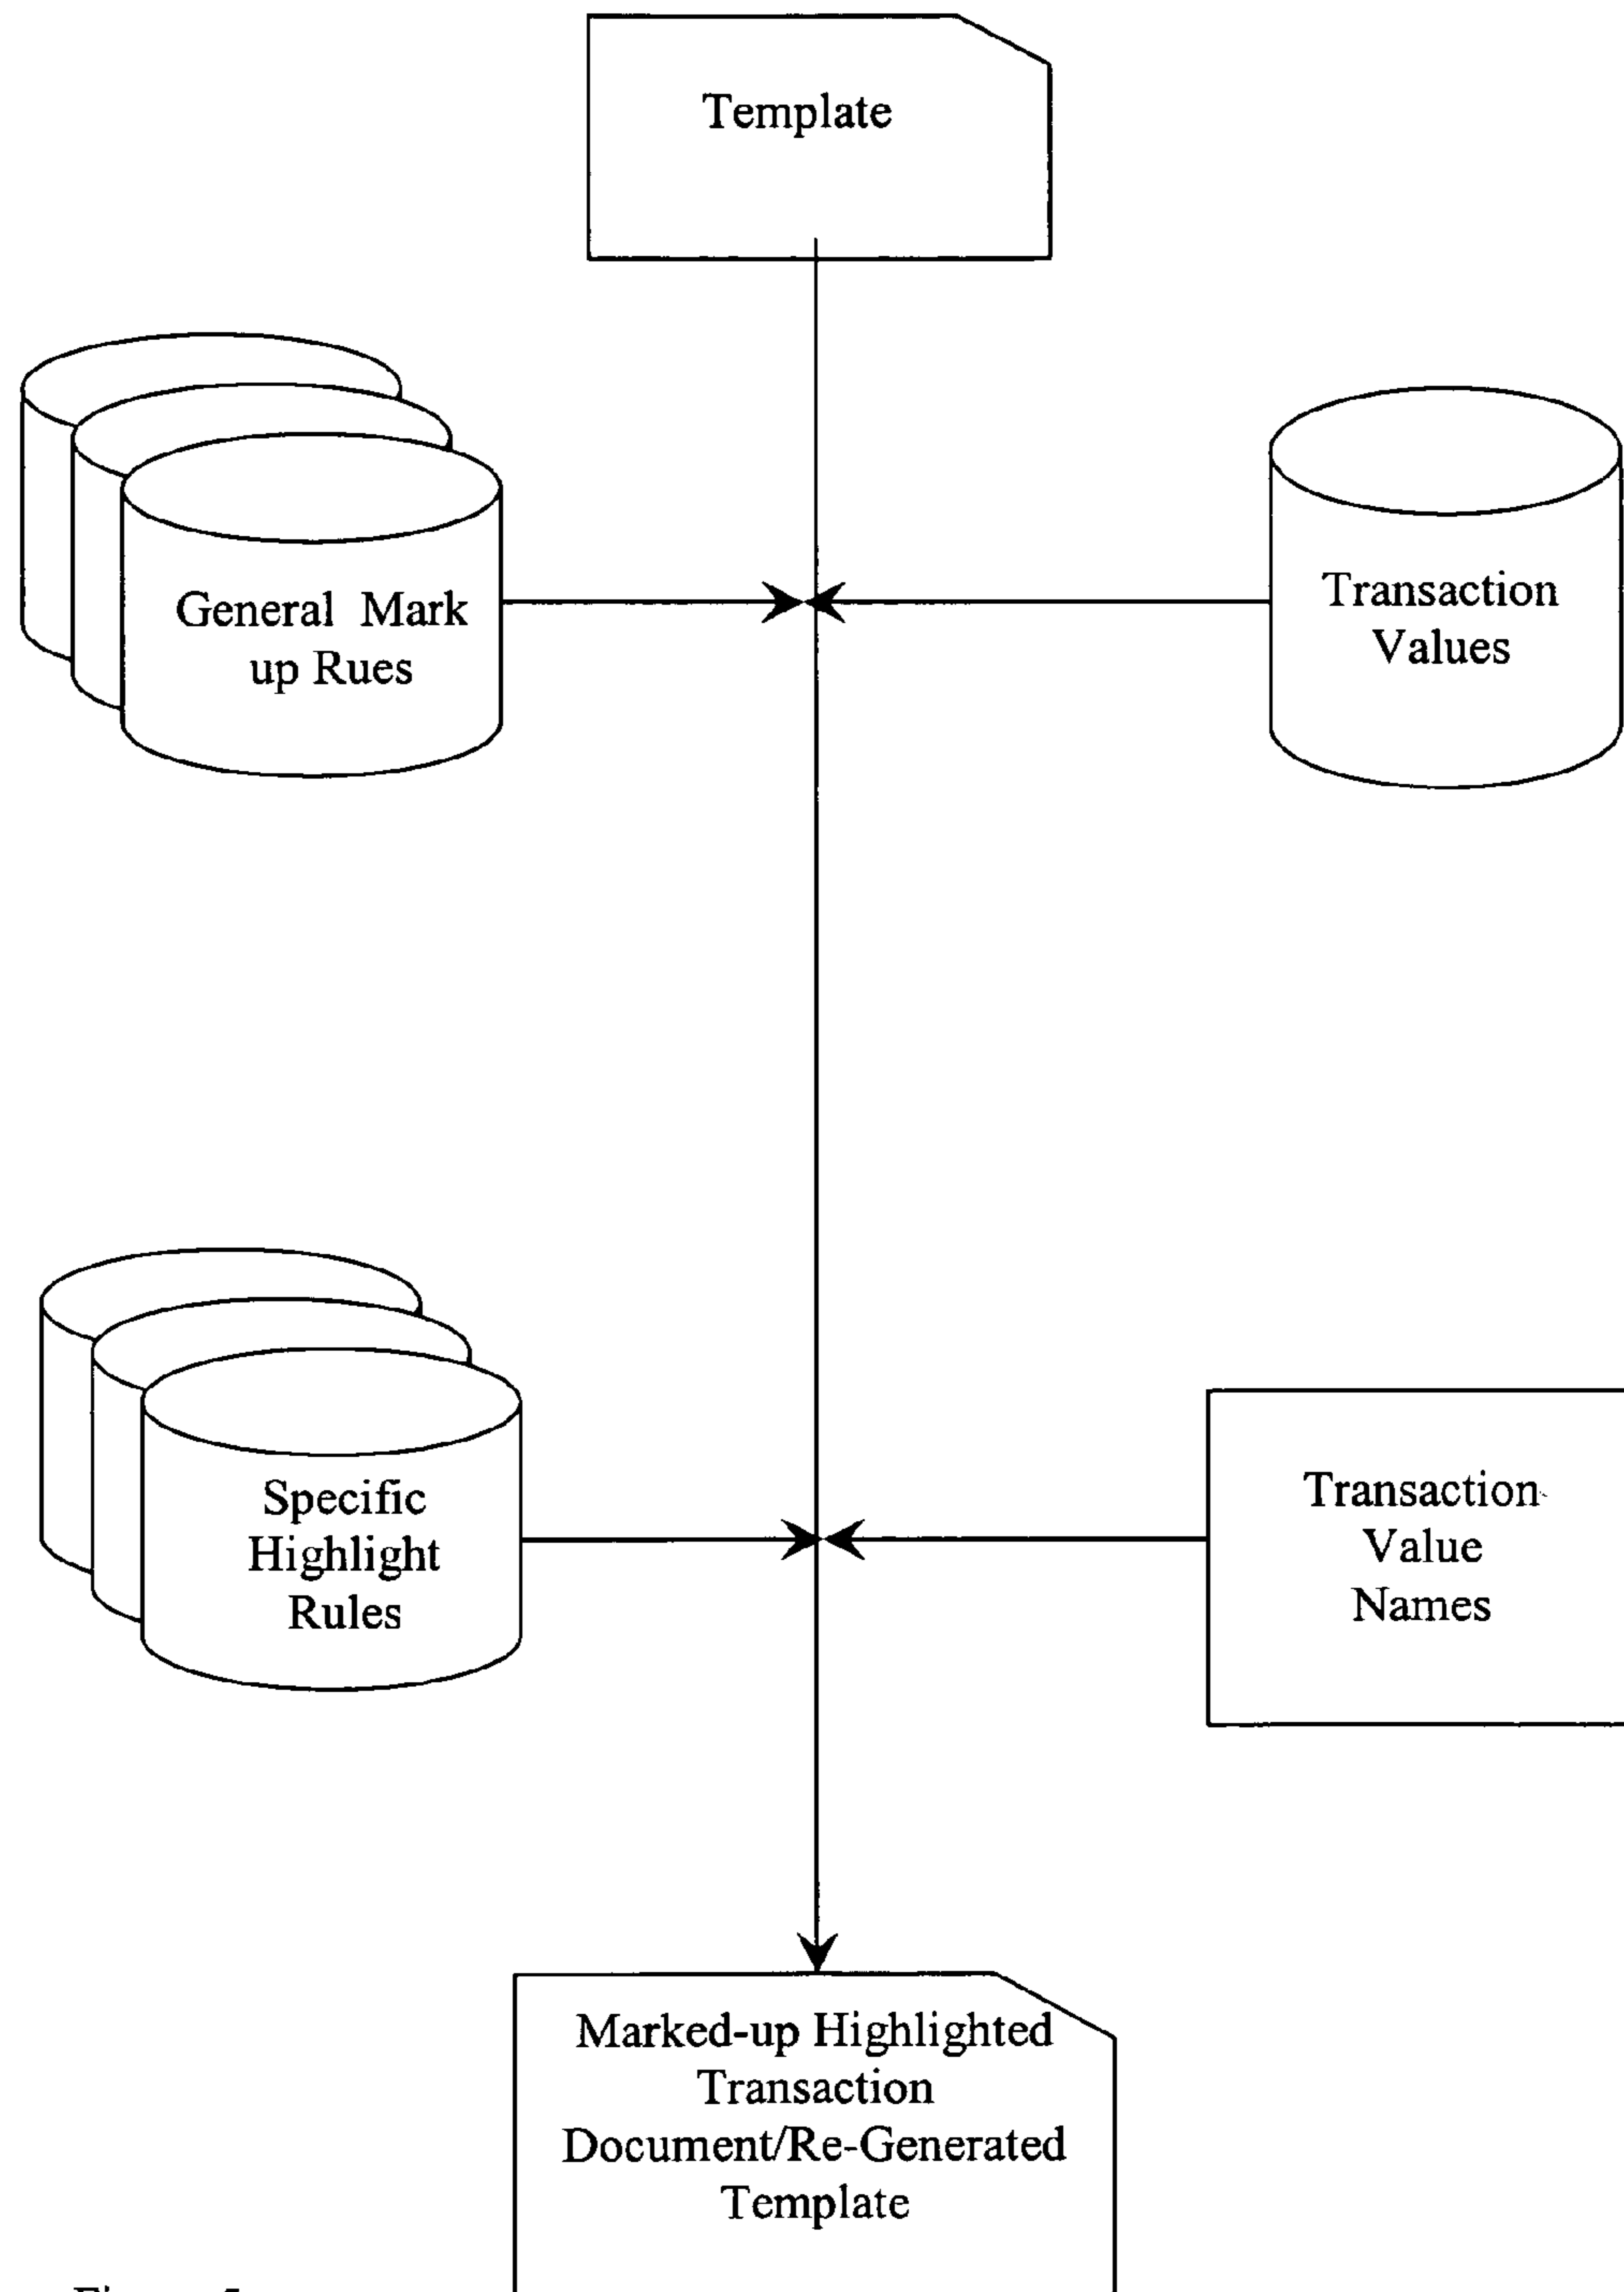 Template
General Mark
up Rues
Transaction
Values
Specific
Highlight
Rules
Transaction
Value
Names
Marked-up Highlighted
Transaction
Document/Re-Generated
Template